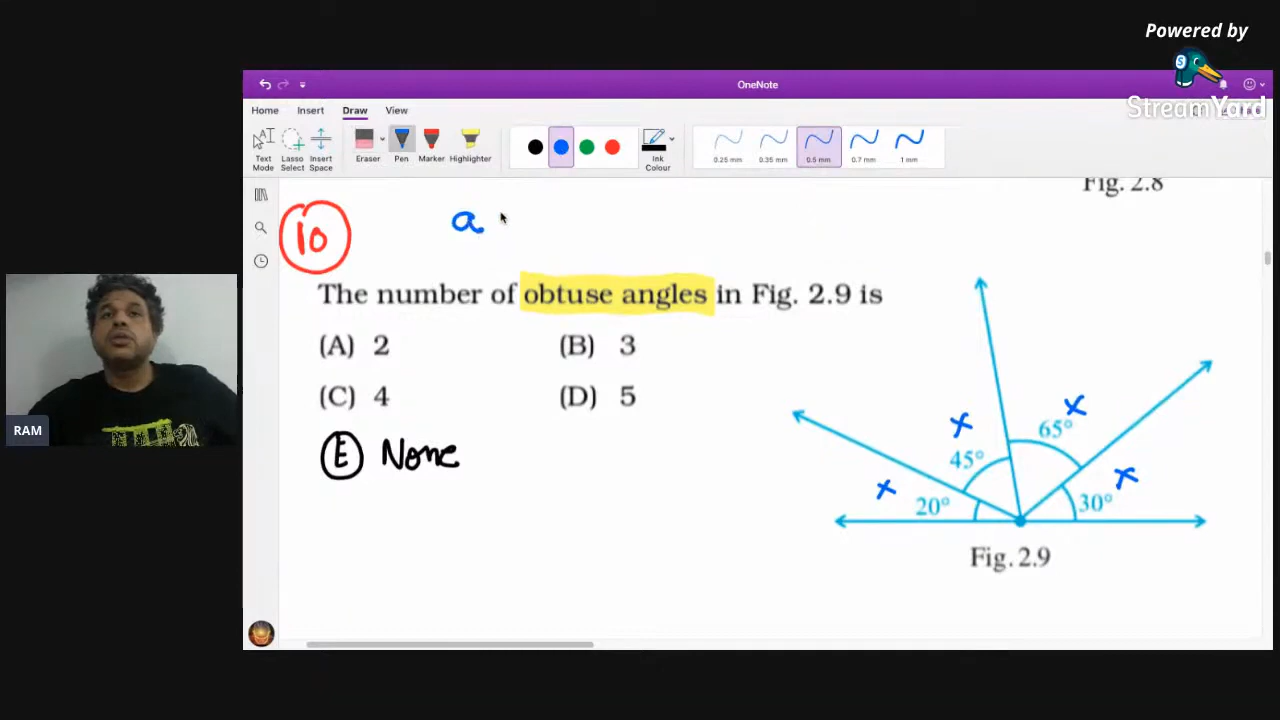 Powered by
StreamYard
OneNote
Home Insert Draw View
Text Mode
Lasso Select
Insert Space
Eraser
Pen
Marker
Highlighter
Ink Colour
0.25 mm
0.35 mm
0.5 mm
0.7 mm
1 mm
Fig. 2.8
10
a
The number of obtuse angles in Fig. 2.9 is
(A) 2 (B) 3
(C) 4 (D) 5
E None
x x
65°
45°
x x
20° 30°
Fig. 2.9
RAM